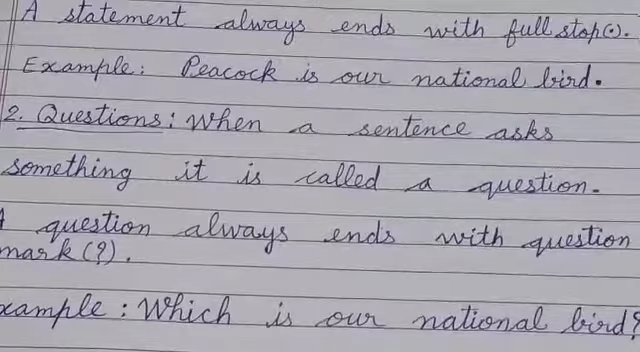 A statement always ends with full stop(.).
Example: Peacock is our national bird.
2. Questions: When a sentence asks
something it is called a question.
A question always ends with question
mark (?).
xample: Which is our national bird?